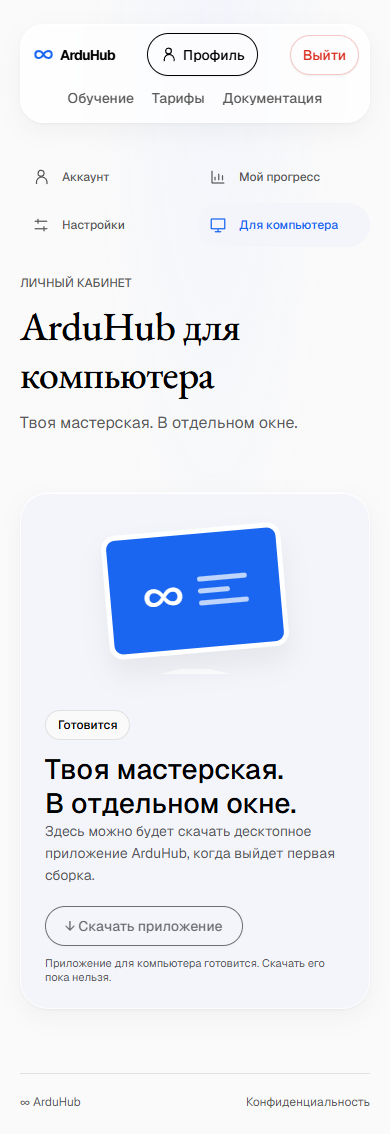 ArduHub
Профиль
Выйти
Обучение
Тарифы
Документация
Аккаунт
Мой прогресс
Настройки
Для компьютера
ЛИЧНЫЙ КАБИНЕТ
ArduHub для
компьютера
Твоя мастерская. В отдельном окне.
Готовится
Твоя мастерская.
В отдельном окне.
Здесь можно будет скачать десктопное
приложение ArduHub, когда выйдет первая
сборка.
↓ Скачать приложение
Приложение для компьютера готовится. Скачать его
пока нельзя.
∞ ArduHub
Конфиденциальность